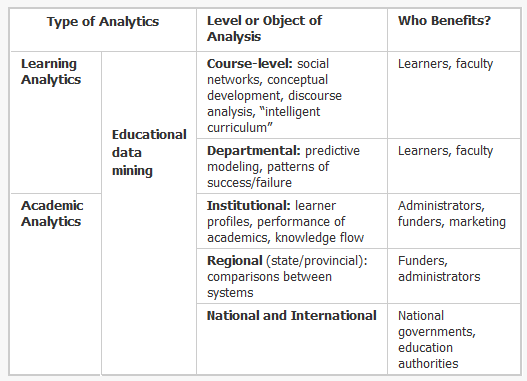 Type of Analytics
Level or Object of
Analysis
Who Benefits?
Learning
Analytics
Educational
data
mining
Course-level: social
networks, conceptual
development, discourse
analysis, “intelligent
curriculum”
Learners, faculty
Departmental: predictive
modeling, patterns of
success/failure
Learners, faculty
Academic
Analytics
Institutional: learner
profiles, performance of
academics, knowledge flow
Administrators,
funders, marketing
Regional (state/provincial):
comparisons between
systems
Funders,
administrators
National and International
National
governments,
education
authorities